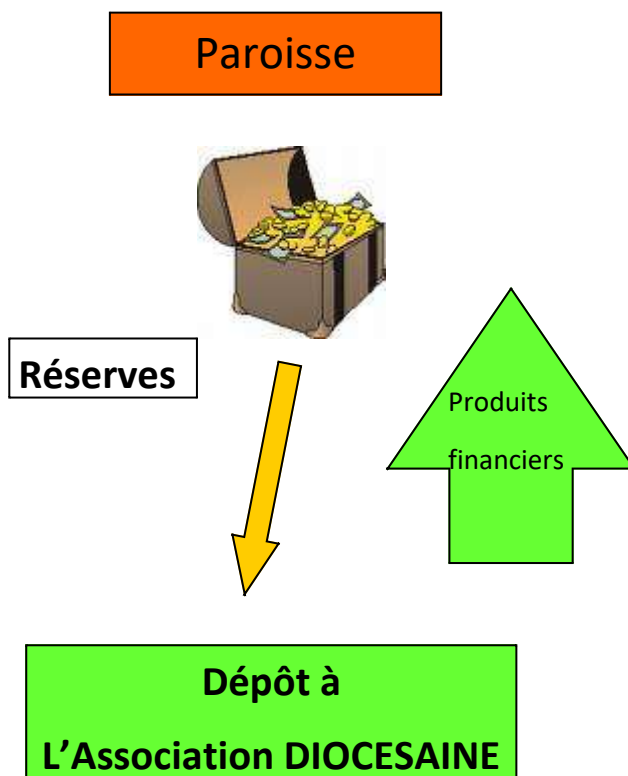 Paroisse
Réserves
Produits
financiers
Dépôt à
L’Association DIOCESAINE